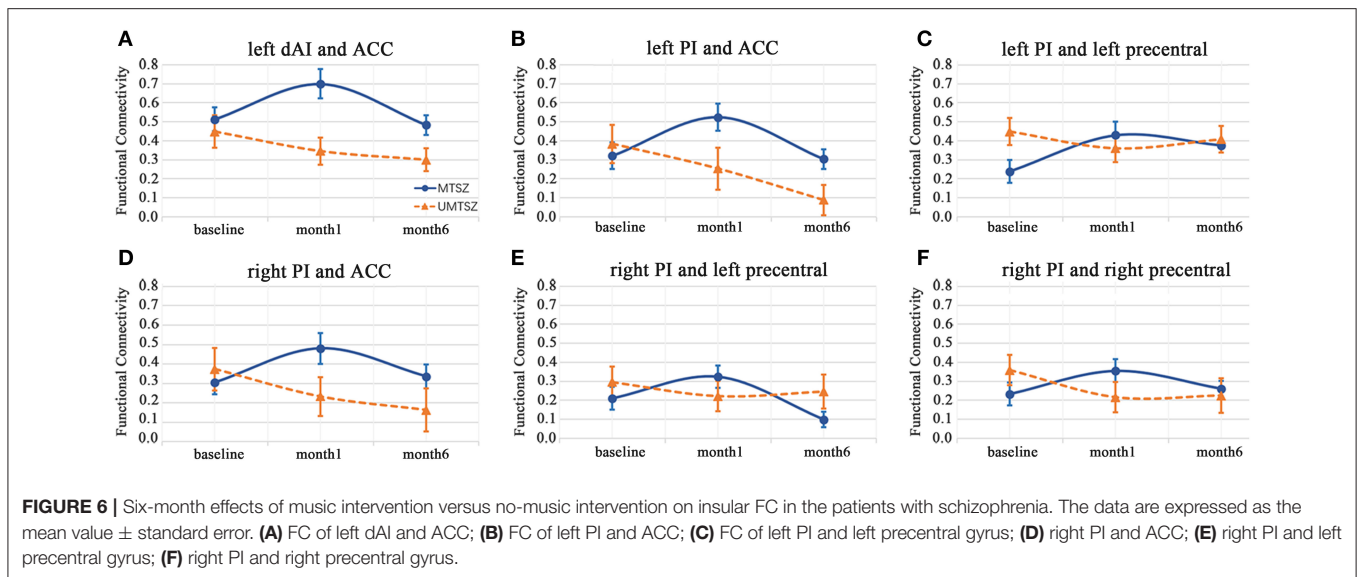 A
left dAI and ACC
Functional Connectivity
0.8
0.7
0.6
0.5
0.4
0.3
0.2
0.1
0.0
baseline
month1
month6
MTSZ
UMTSZ
B
left PI and ACC
Functional Connectivity
0.8
0.7
0.6
0.5
0.4
0.3
0.2
0.1
0.0
baseline
month1
month6
C
left PI and left precentral
Functional Connectivity
0.8
0.7
0.6
0.5
0.4
0.3
0.2
0.1
0.0
baseline
month1
month6
D
right PI and ACC
Functional Connectivity
0.8
0.7
0.6
0.5
0.4
0.3
0.2
0.1
0.0
baseline
month1
month6
E
right PI and left precentral
Functional Connectivity
0.8
0.7
0.6
0.5
0.4
0.3
0.2
0.1
0.0
baseline
month1
month6
F
right PI and right precentral
Functional Connectivity
0.8
0.7
0.6
0.5
0.4
0.3
0.2
0.1
0.0
baseline
month1
month6
FIGURE 6 | Six-month effects of music intervention versus no-music intervention on insular FC in the patients with schizophrenia. The data are expressed as the
mean value ± standard error. (A) FC of left dAI and ACC; (B) FC of left PI and ACC; (C) FC of left PI and left precentral gyrus; (D) right PI and ACC; (E) right PI and left
precentral gyrus; (F) right PI and right precentral gyrus.